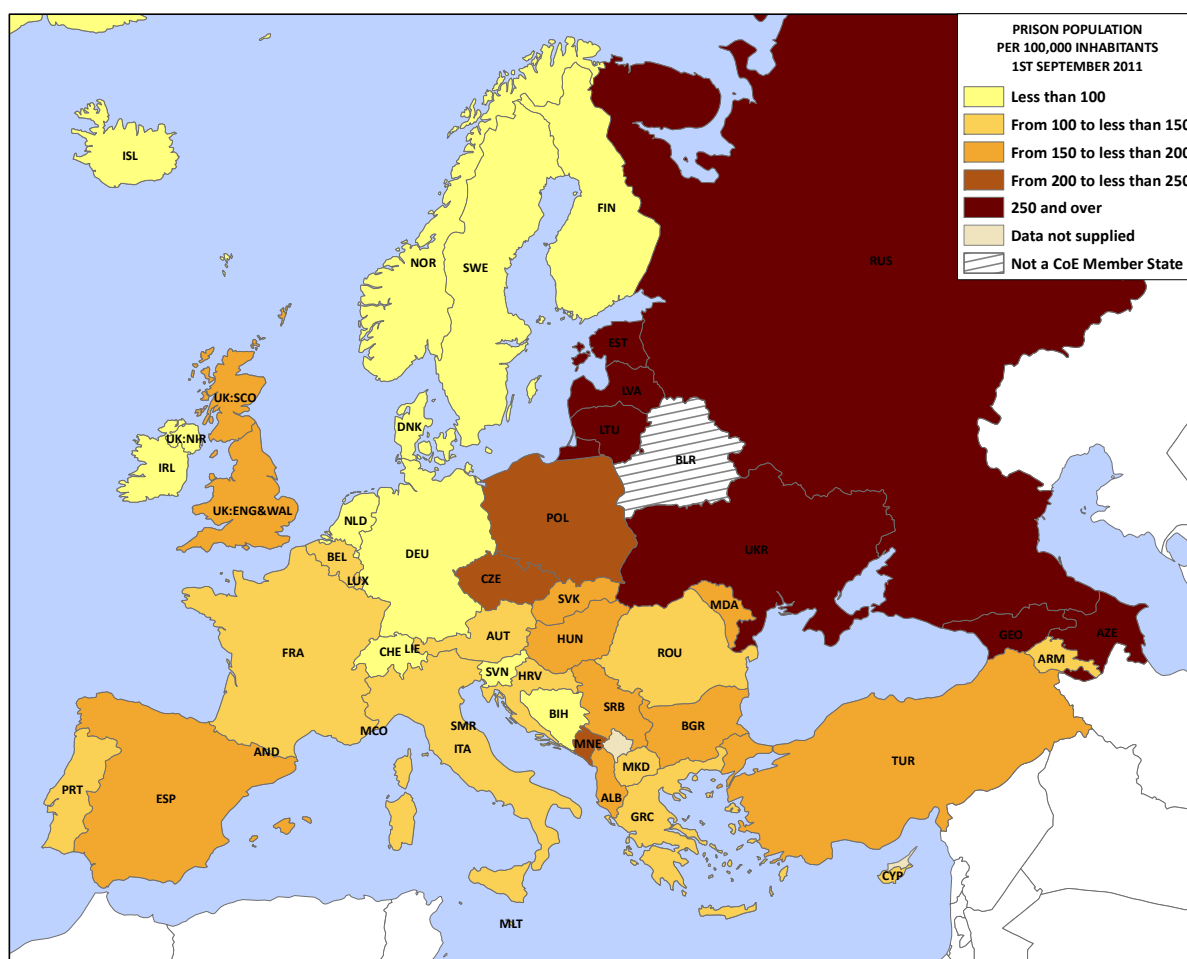 PRISON POPULATION
PER 100,000 INHABITANTS
1ST SEPTEMBER 2011
Less than 100
From 100 to less than 150
From 150 to less than 200
From 200 to less than 250
250 and over
Data not supplied
Not a CoE Member State
ISL
FIN
NOR
SWE
RUS
EST
UK:SCO
LVA
DNK
LTU
UK:NIR
BLR
IRL
UK:ENG&WAL
NLD
POL
DEU
BEL
UKR
LUX
CZE
SVK
MDA
AUT
HUN
GEO
AZE
CHE
LIE
FRA
ROU
ARM
SVN
HRV
BIH
SRB
MCO
SMR
BGR
MNE
AND
ITA
MKD
TUR
PRT
ESP
ALB
GRC
CYP
MLT